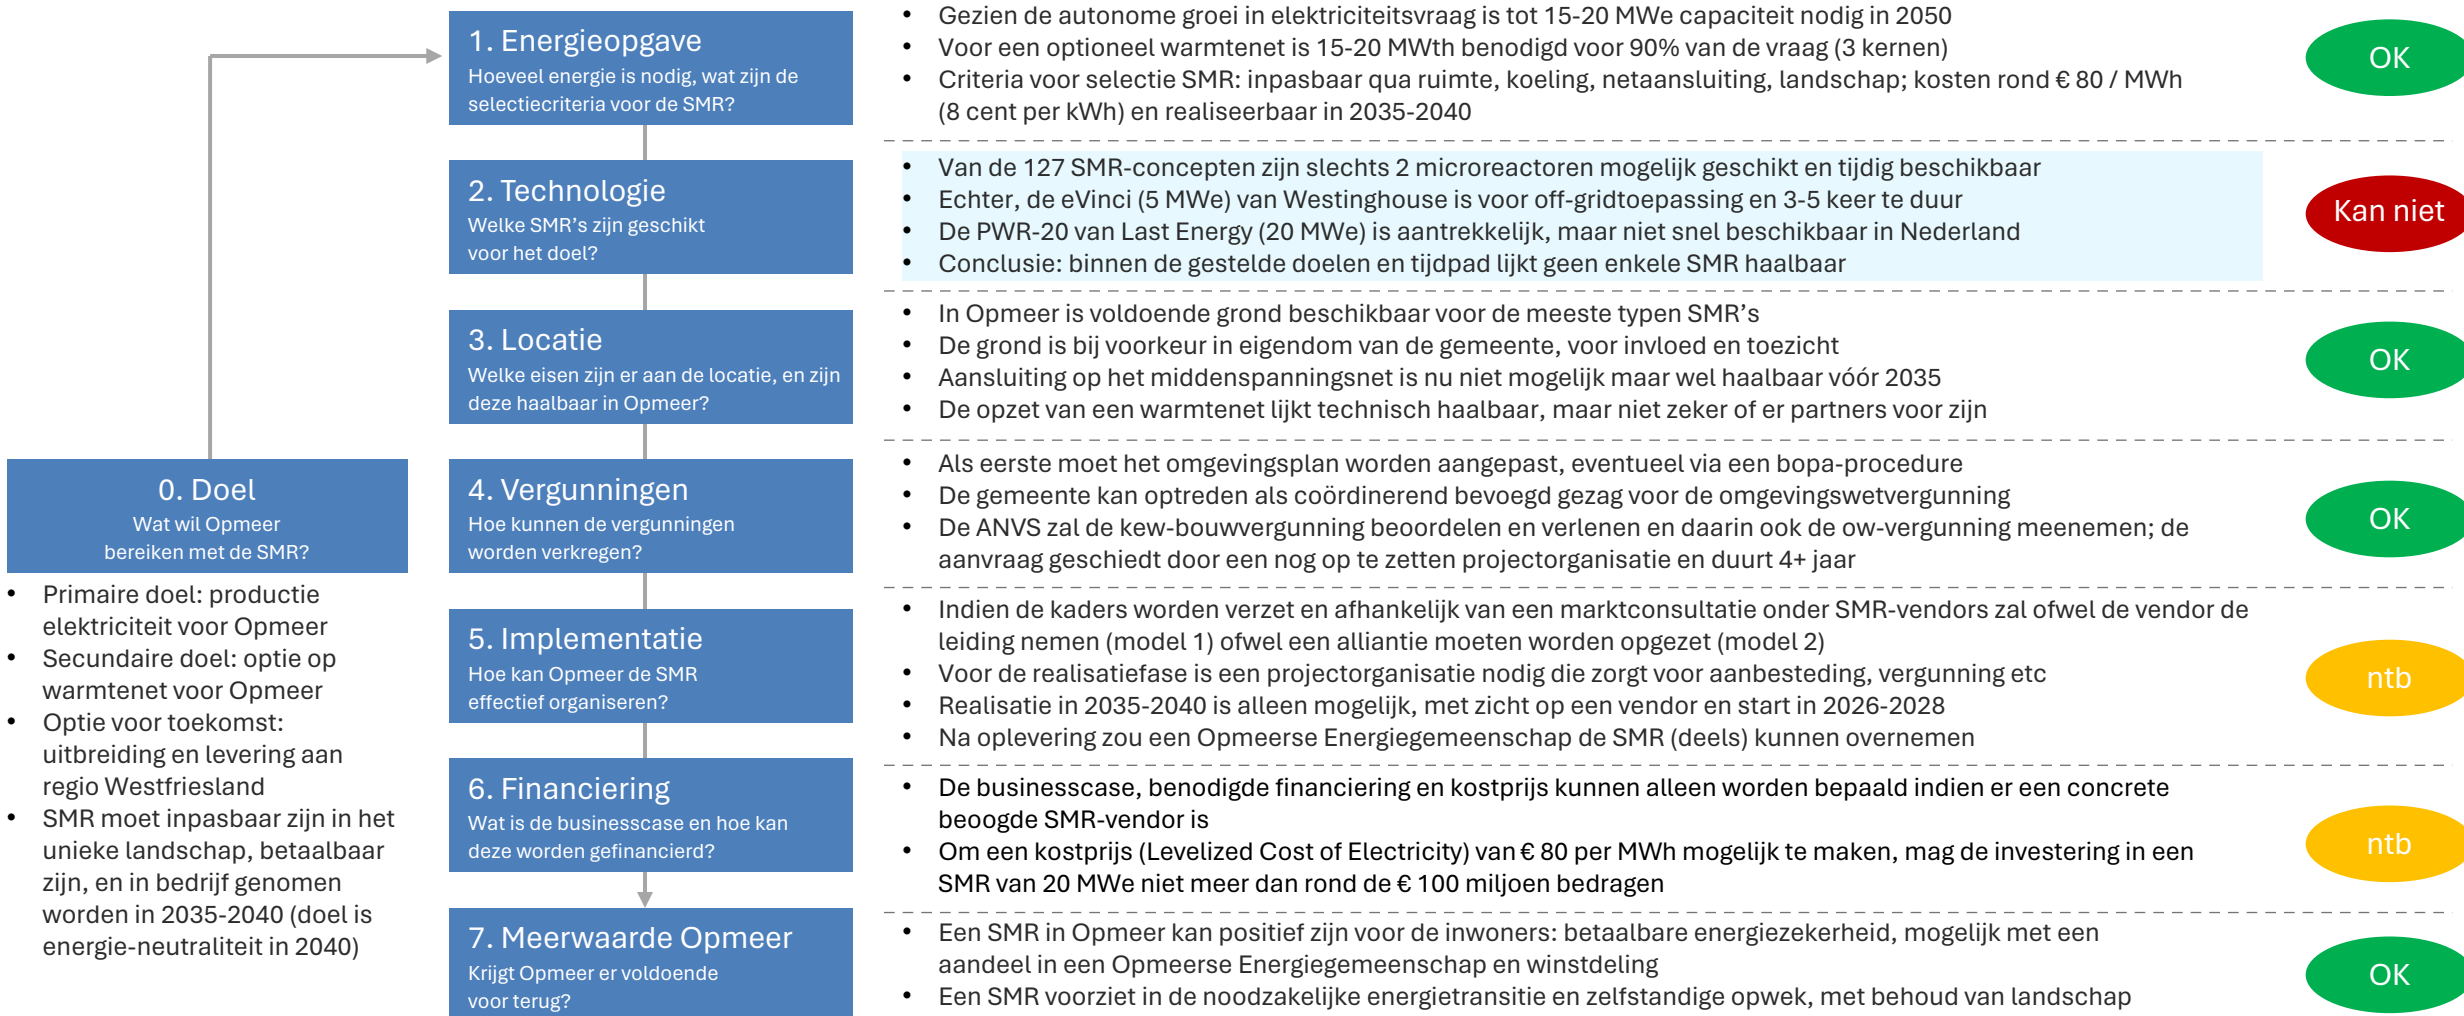 0. Doel
Wat wil Opmeer
bereiken met de SMR?
• Primaire doel: productie
elektriciteit voor Opmeer
• Secundaire doel: optie op
warmtenet voor Opmeer
• Optie voor toekomst:
uitbreiding en levering aan
regio Westfriesland
• SMR moet inpasbaar zijn in het
unieke landschap, betaalbaar
zijn, en in bedrijf genomen
worden in 2035-2040 (doel is
energie-neutraliteit in 2040)
1. Energieopgave
Hoeveel energie is nodig, wat zijn de
selectiecriteria voor de SMR?
• Gezien de autonome groei in elektriciteitsvraag is tot 15-20 MWe capaciteit nodig in 2050
• Voor een optioneel warmtenet is 15-20 MWth benodigd voor 90% van de vraag (3 kernen)
• Criteria voor selectie SMR: inpasbaar qua ruimte, koeling, netaansluiting, landschap; kosten rond € 80 / MWh
(8 cent per kWh) en realiseerbaar in 2035-2040
OK
2. Technologie
Welke SMR’s zijn geschikt
voor het doel?
• Van de 127 SMR-concepten zijn slechts 2 microreactoren mogelijk geschikt en tijdig beschikbaar
• Echter, de eVinci (5 MWe) van Westinghouse is voor off-gridtoepassing en 3-5 keer te duur
• De PWR-20 van Last Energy (20 MWe) is aantrekkelijk, maar niet snel beschikbaar in Nederland
• Conclusie: binnen de gestelde doelen en tijdpad lijkt geen enkele SMR haalbaar
Kan niet
3. Locatie
Welke eisen zijn er aan de locatie, en zijn
deze haalbaar in Opmeer?
• In Opmeer is voldoende grond beschikbaar voor de meeste typen SMR’s
• De grond is bij voorkeur in eigendom van de gemeente, voor invloed en toezicht
• Aansluiting op het middenspanningsnet is nu niet mogelijk maar wel haalbaar vóór 2035
• De opzet van een warmtenet lijkt technisch haalbaar, maar niet zeker of er partners voor zijn
OK
4. Vergunningen
Hoe kunnen de vergunningen
worden verkregen?
• Als eerste moet het omgevingsplan worden aangepast, eventueel via een bopa-procedure
• De gemeente kan optreden als coördinerend bevoegd gezag voor de omgevingswetvergunning
• De ANVS zal de kew-bouwvergunning beoordelen en verlenen en daarin ook de ow-vergunning meenemen; de
aanvraag geschiedt door een nog op te zetten projectorganisatie en duurt 4+ jaar
OK
5. Implementatie
Hoe kan Opmeer de SMR
effectief organiseren?
• Indien de kaders worden verzet en afhankelijk van een marktconsultatie onder SMR-vendors zal ofwel de vendor de
leiding nemen (model 1) ofwel een alliantie moeten worden opgezet (model 2)
• Voor de realisatiefase is een projectorganisatie nodig die zorgt voor aanbesteding, vergunning etc
• Realisatie in 2035-2040 is alleen mogelijk, met zicht op een vendor en start in 2026-2028
• Na oplevering zou een Opmeerse Energiegemeenschap de SMR (deels) kunnen overnemen
ntb
6. Financiering
Wat is de businesscase en hoe kan
deze worden gefinancierd?
• De businesscase, benodigde financiering en kostprijs kunnen alleen worden bepaald indien er een concrete
beoogde SMR-vendor is
• Om een kostprijs (Levelized Cost of Electricity) van € 80 per MWh mogelijk te maken, mag de investering in een
SMR van 20 MWe niet meer dan rond de € 100 miljoen bedragen
ntb
7. Meerwaarde Opmeer
Krijgt Opmeer er voldoende
voor terug?
• Een SMR in Opmeer kan positief zijn voor de inwoners: betaalbare energiezekerheid, mogelijk met een
aandeel in een Opmeerse Energiegemeenschap en winstdeling
• Een SMR voorziet in de noodzakelijke energietransitie en zelfstandige opwek, met behoud van landschap
OK